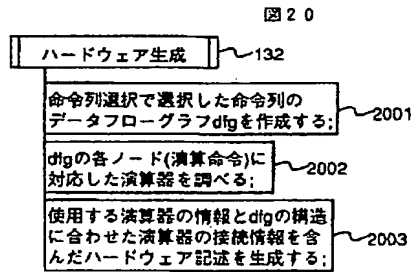 図20
ハードウェア生成
132
命令列選択で選択した命令列の
データフローグラフdfgを作成する;
2001
dfgの各ノード(演算命令)に
対応した演算器を調べる;
2002
使用する演算器の情報とdfgの構造
に合わせた演算器の接続情報を含
んだハードウェア記述を生成する;
2003